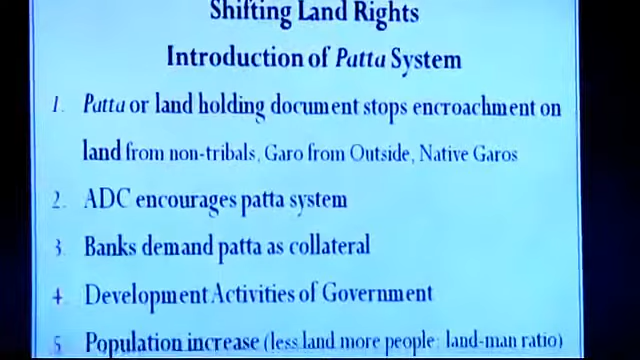 Shifting Land Rights
Introduction of Patta System
1. Patta or land holding document stops encroachment on
land from non-tribals, Garo from Outside, Native Garos
2. ADC encourages patta system
3. Banks demand patta as collateral
4. Development Activities of Government
5. Population increase (less land more people: land-man ratio)